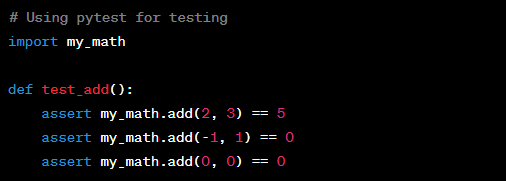 # Using pytest for testing
import my_math

def test_add():
    assert my_math.add(2, 3) == 5
    assert my_math.add(-1, 1) == 0
    assert my_math.add(0, 0) == 0